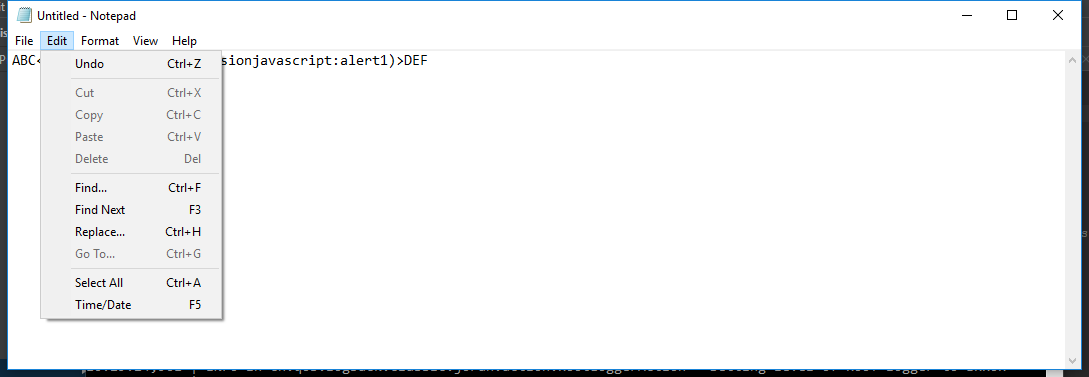 Untitled - Notepad
File Edit Format View Help
ABC< sionjavascript:alert1)>DEF
Undo Ctrl+Z
Cut Ctrl+X
Copy Ctrl+C
Paste Ctrl+V
Delete Del
Find... Ctrl+F
Find Next F3
Replace... Ctrl+H
Go To... Ctrl+G
Select All Ctrl+A
Time/Date F5